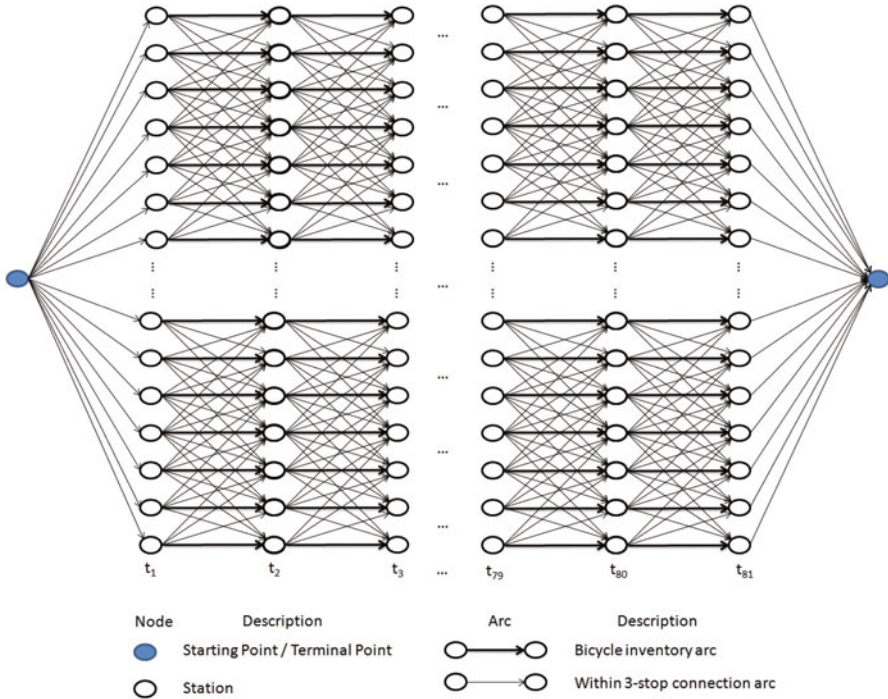 t1 t2 t3 ... t79 t80 t81
Node Description Arc Description
Starting Point / Terminal Point Bicycle inventory arc
Station Within 3-stop connection arc